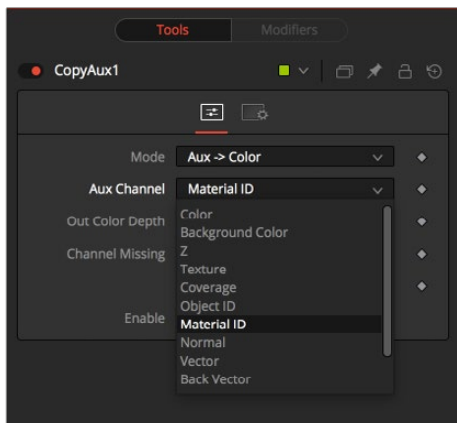 Tools Modifiers
CopyAux1
Mode Aux -> Color
Aux Channel Material ID
Out Color Depth Color
Background Color
Channel Missing Z
Texture
Coverage
Object ID
Enable Material ID
Normal
Vector
Back Vector